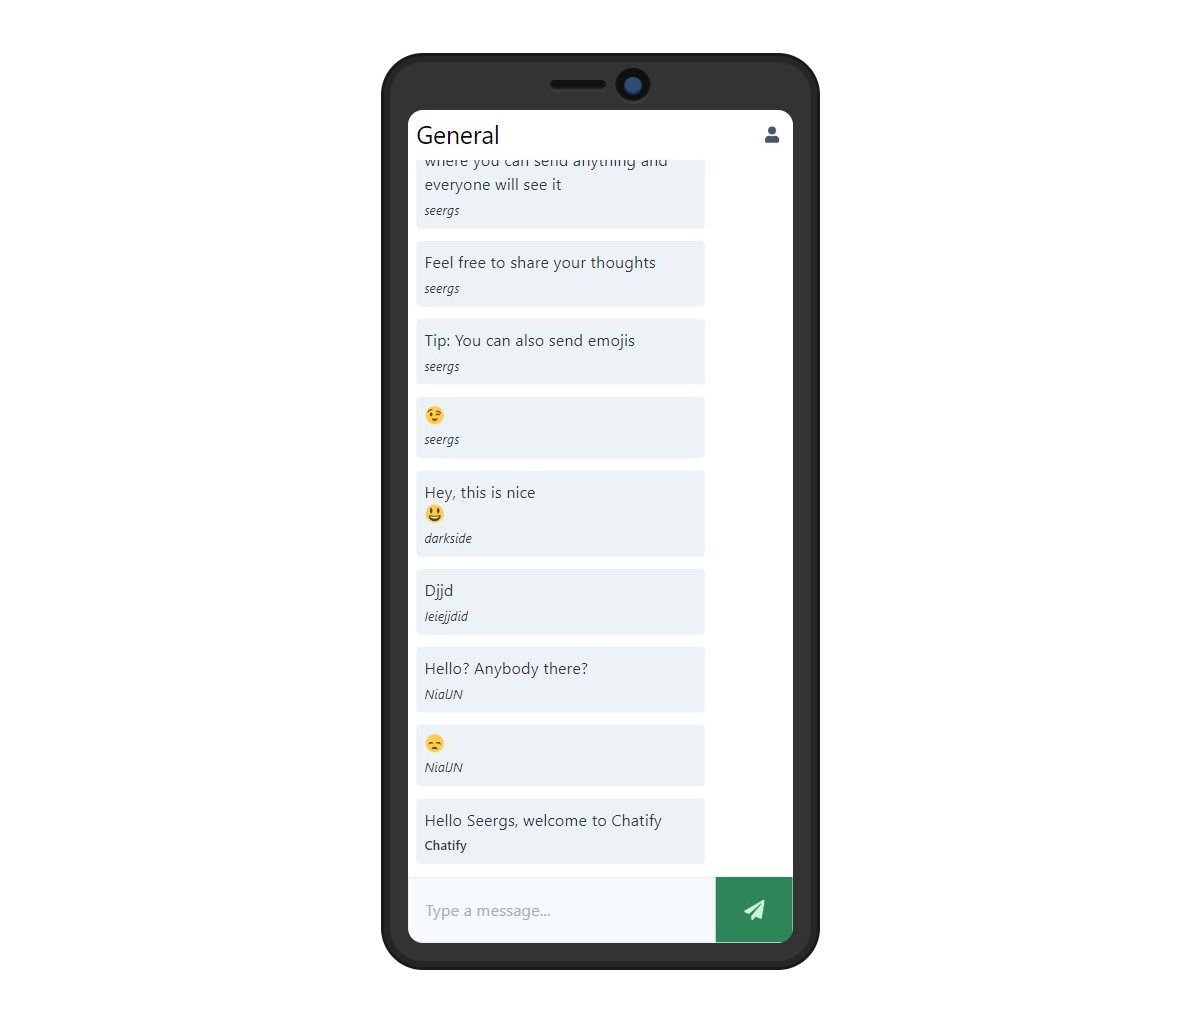 General
where you can send anything and
everyone will see it
seergs
Feel free to share your thoughts
seergs
Tip: You can also send emojis
seergs
😉
seergs
Hey, this is nice
😃
darkside
Djjd
Ieiejjdid
Hello? Anybody there?
NialJN
😞
NialJN
Hello Seergs, welcome to Chatify
Chatify
Type a message...